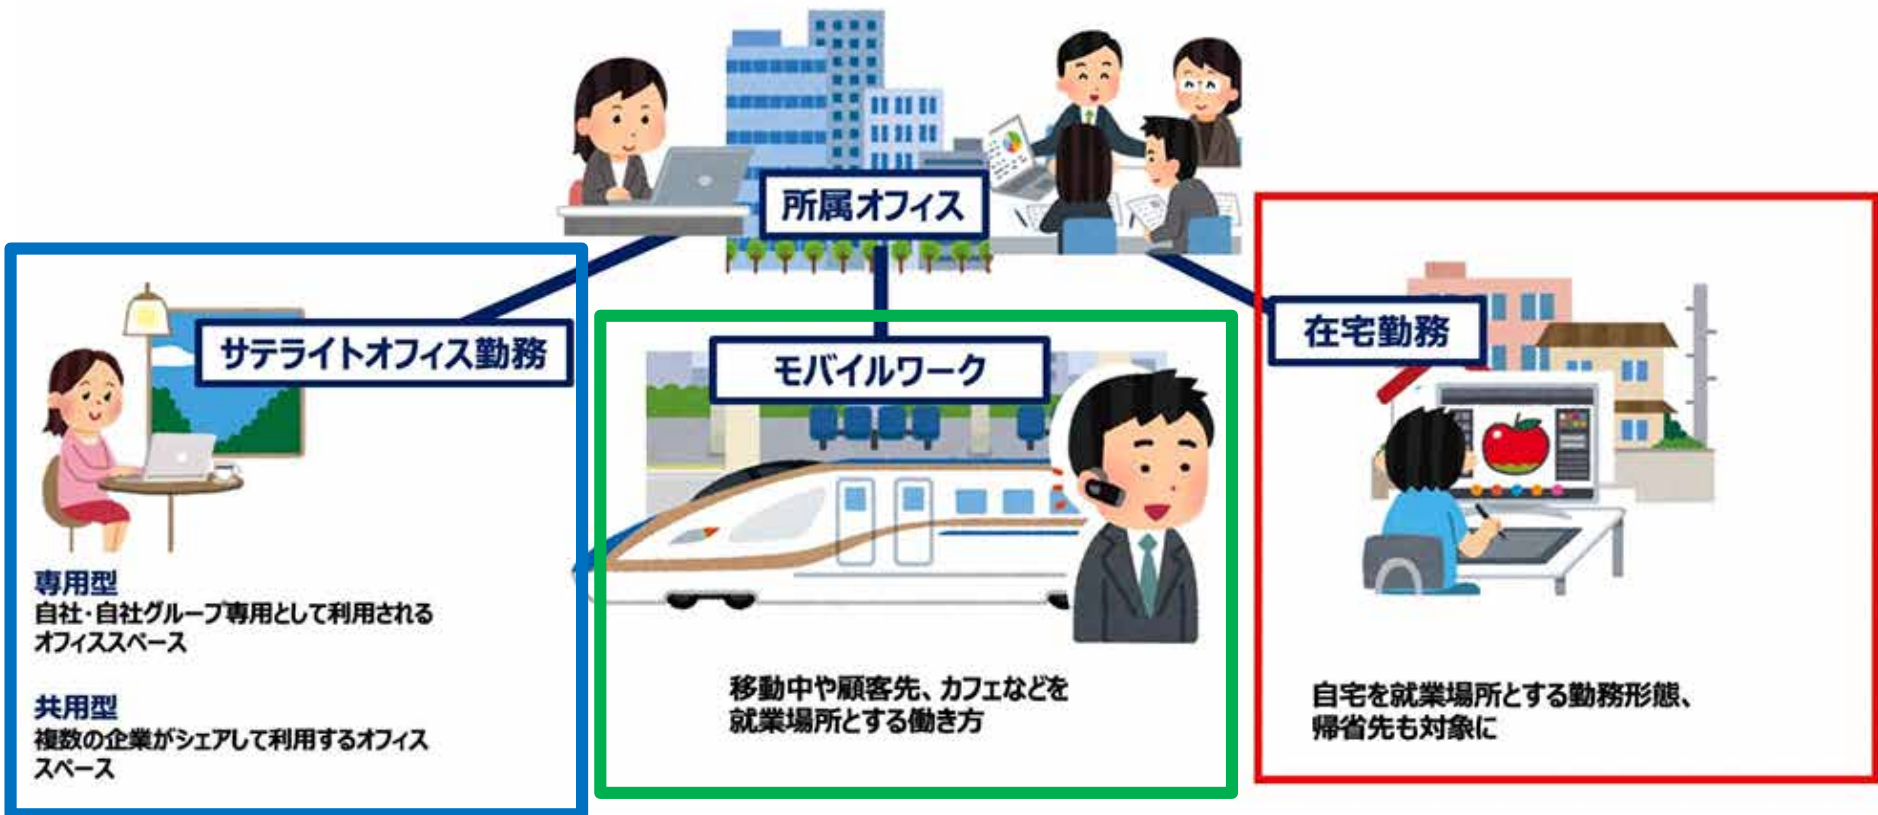 所属オフィス
サテライトオフィス勤務
専用型
自社・自社グループ専用として利用される
オフィススペース
共用型
複数の企業がシェアして利用するオフィス
スペース
モバイルワーク
移動中や顧客先、カフェなどを
就業場所とする働き方
在宅勤務
自宅を就業場所とする勤務形態、
帰省先も対象に